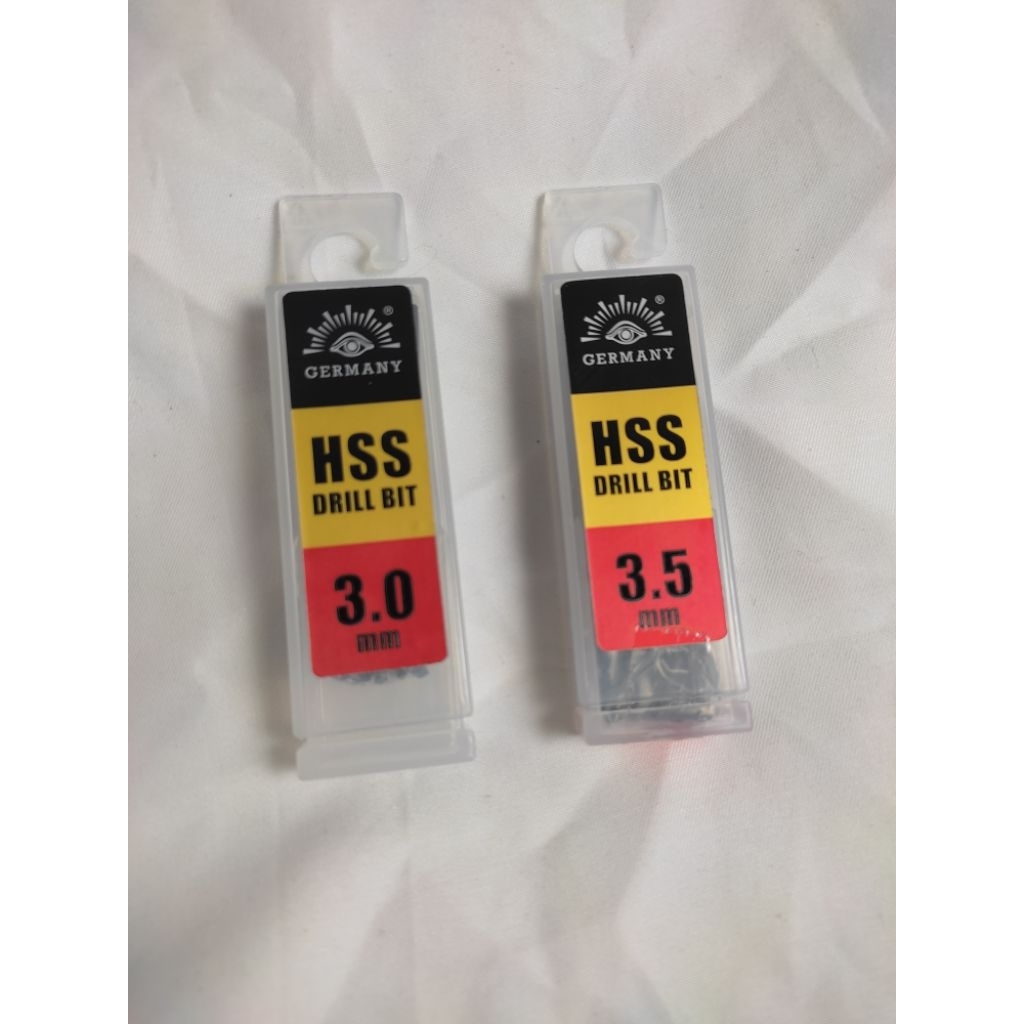 ®
GERMANY
HSS
DRILL BIT
3.0
mm
®
GERMANY
HSS
DRILL BIT
3.5
mm